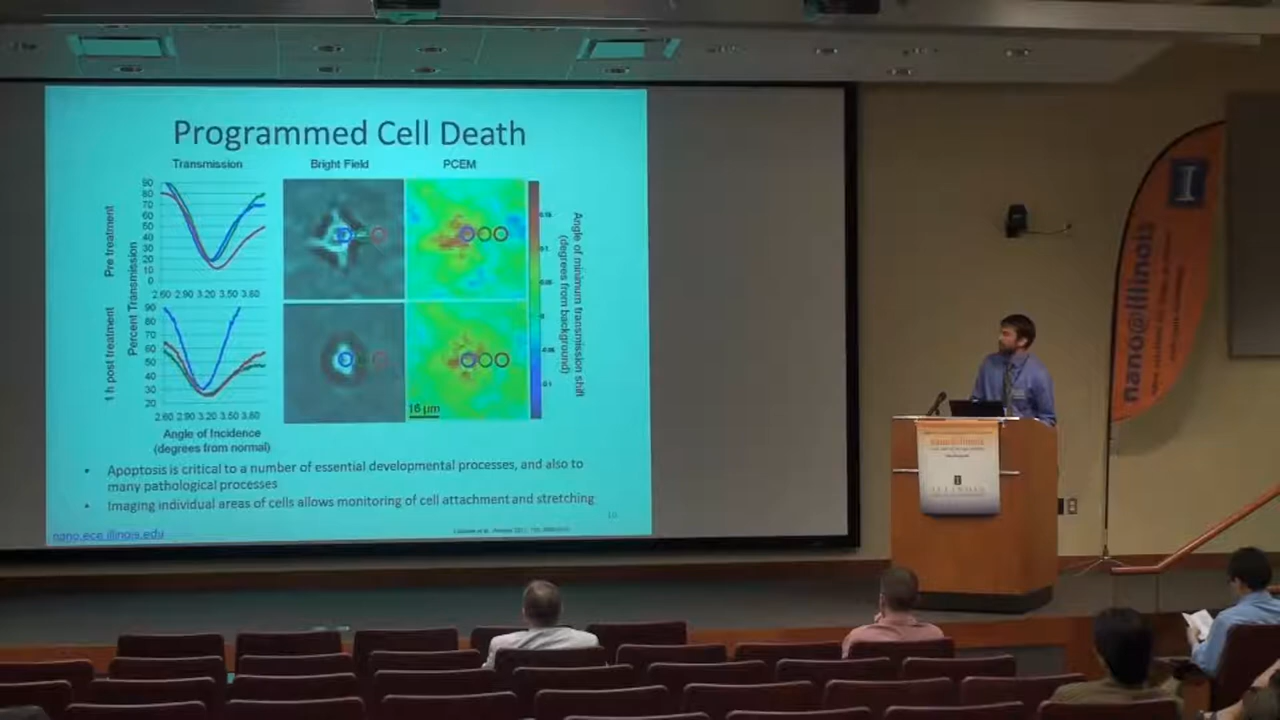 Programmed Cell Death
Transmission
Bright Field
PCEM
Pre treatment
1 h post treatment
Percent Transmission
90
80
70
60
50
40
30
20
10
0
2.60 2.90 3.20 3.50 3.80
90
80
70
60
50
40
30
20
2.60 2.90 3.20 3.50 3.80
Angle of Incidence
(degrees from normal)
16 µm
Angle of minimum transmission shift
(degrees from background)
• Apoptosis is critical to a number of essential developmental processes, and also to
many pathological processes
• Imaging individual areas of cells allows monitoring of cell attachment and stretching
10
nano.ece.illinois.edu
I
nano@illinois
I
ILLINOIS